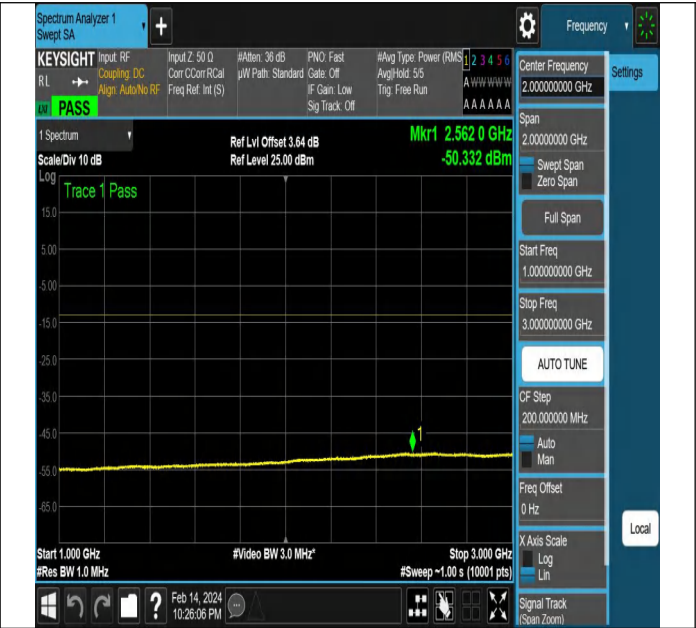 Spectrum Analyzer 1
Swept SA
+
Frequency
KEYSIGHT
RL
PASS
Input: RF
Coupling: DC
Align: Auto/No RF
Input Z: 50 Ω
Corr CCorr RCal
Freq Ref: Int (S)
#Atten: 36 dB
µW Path: Standard
PNO: Fast
Gate: Off
IF Gain: Low
Sig Track: Off
#Avg Type: Power (RMS
Avg|Hold: 5/5
Trig: Free Run
1 2 3 4 5 6
A W W W W W
A A A A A A
1 Spectrum
Scale/Div 10 dB
Ref Lvl Offset 3.64 dB
Ref Level 25.00 dBm
Mkr1 2.562 0 GHz
-50.332 dBm
Log
Trace 1 Pass
15.0
5.00
-5.00
-15.0
-25.0
-35.0
-45.0
-55.0
-65.0
1
Start 1.000 GHz
#Res BW 1.0 MHz
#Video BW 3.0 MHz*
Stop 3.000 GHz
#Sweep ~1.00 s (10001 pts)
Center Frequency
2.000000000 GHz
Settings
Span
2.00000000 GHz
Swept Span
Zero Span
Full Span
Start Freq
1.000000000 GHz
Stop Freq
3.000000000 GHz
AUTO TUNE
CF Step
200.000000 MHz
Auto
Man
Freq Offset
0 Hz
X Axis Scale
Log
Lin
Local
Signal Track
(Span Zoom)
?
Feb 14, 2024
10:26:06 PM